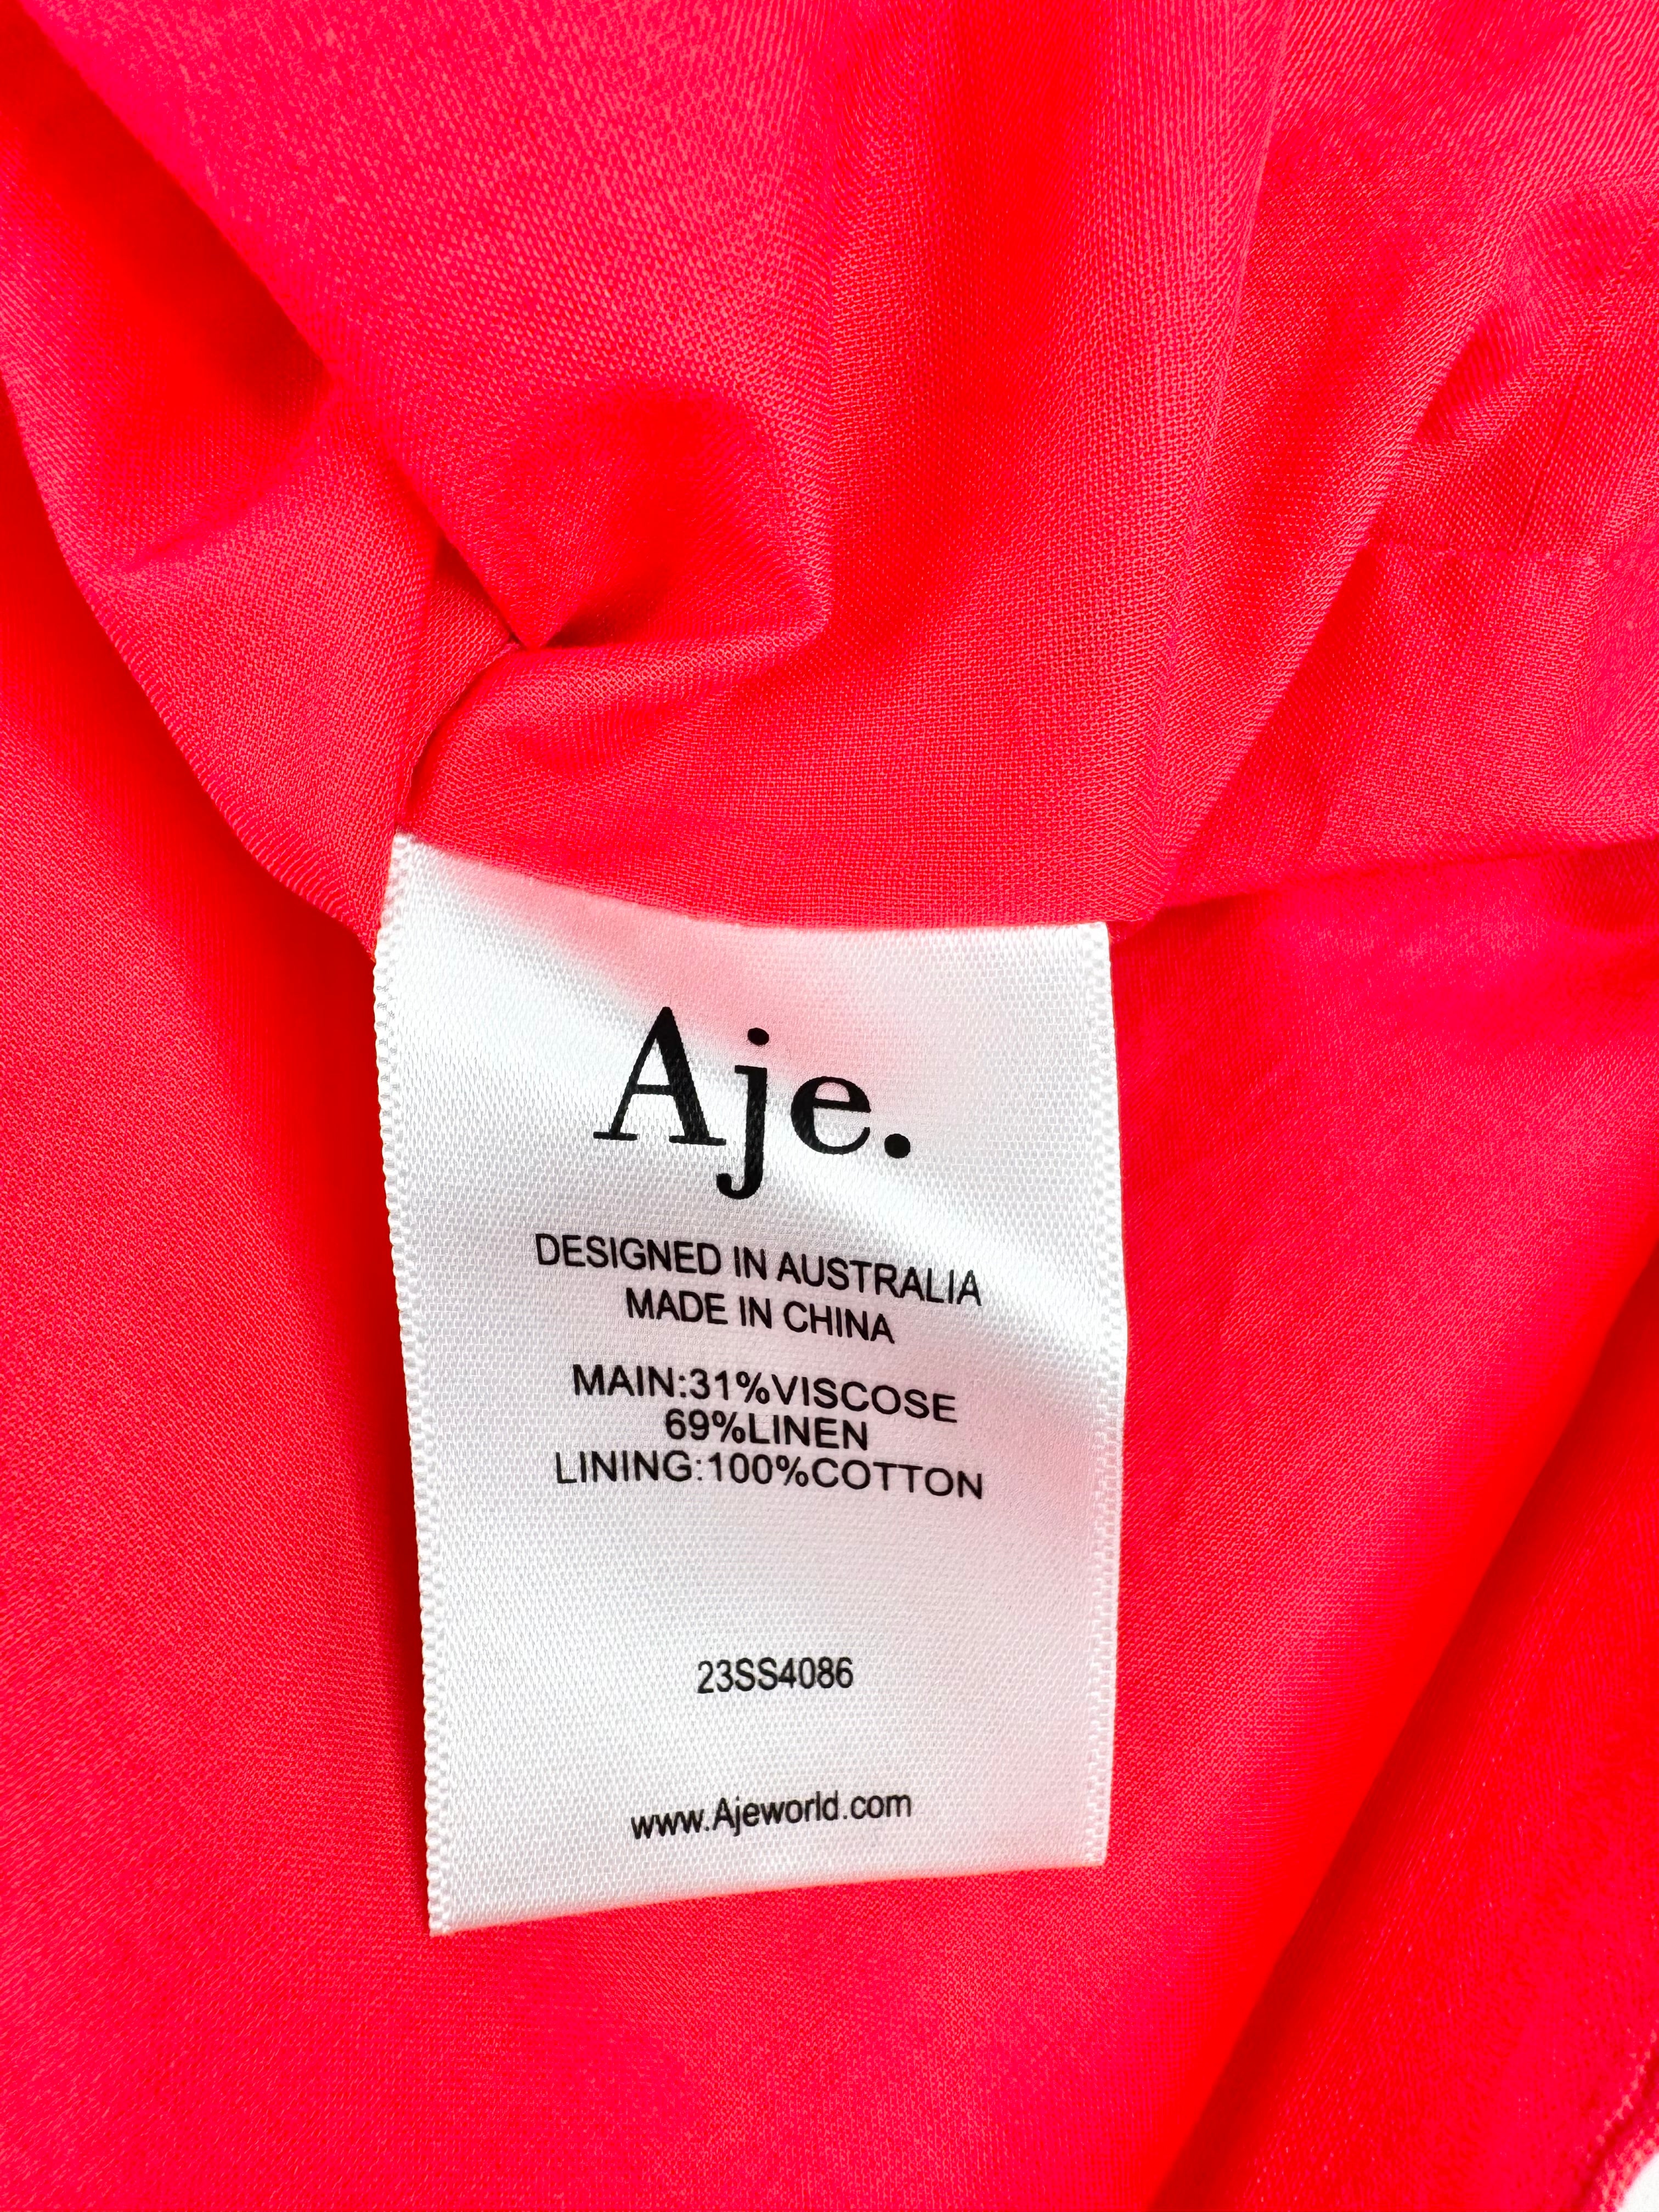 Aje.
DESIGNED IN AUSTRALIA
MADE IN CHINA
MAIN:31%VISCOSE
69%LINEN
LINING:100%COTTON
23SS4086
www.Ajeworld.com